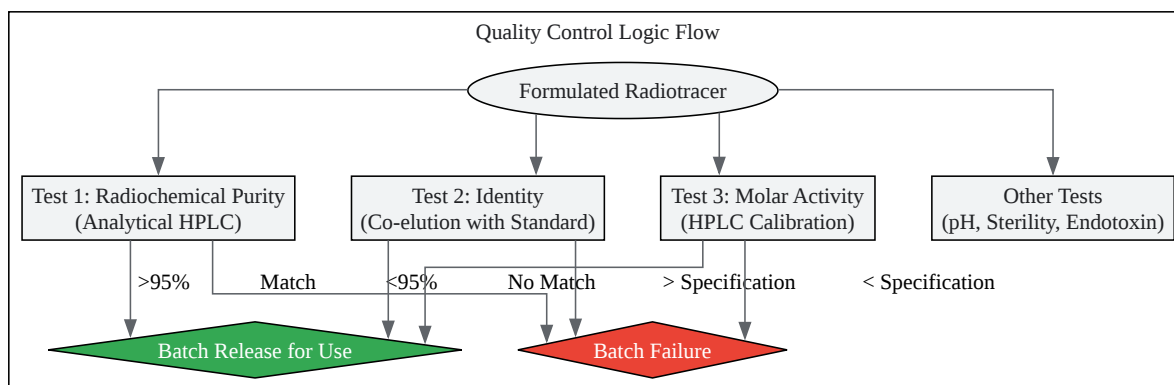 Quality Control Logic Flow
Formulated Radiotracer
Test 1: Radiochemical Purity
(Analytical HPLC)
Test 2: Identity
(Co-elution with Standard)
Test 3: Molar Activity
(HPLC Calibration)
Other Tests
(pH, Sterility, Endotoxin)
>95%
Match
<95%
No Match
> Specification
< Specification
Batch Release for Use
Batch Failure